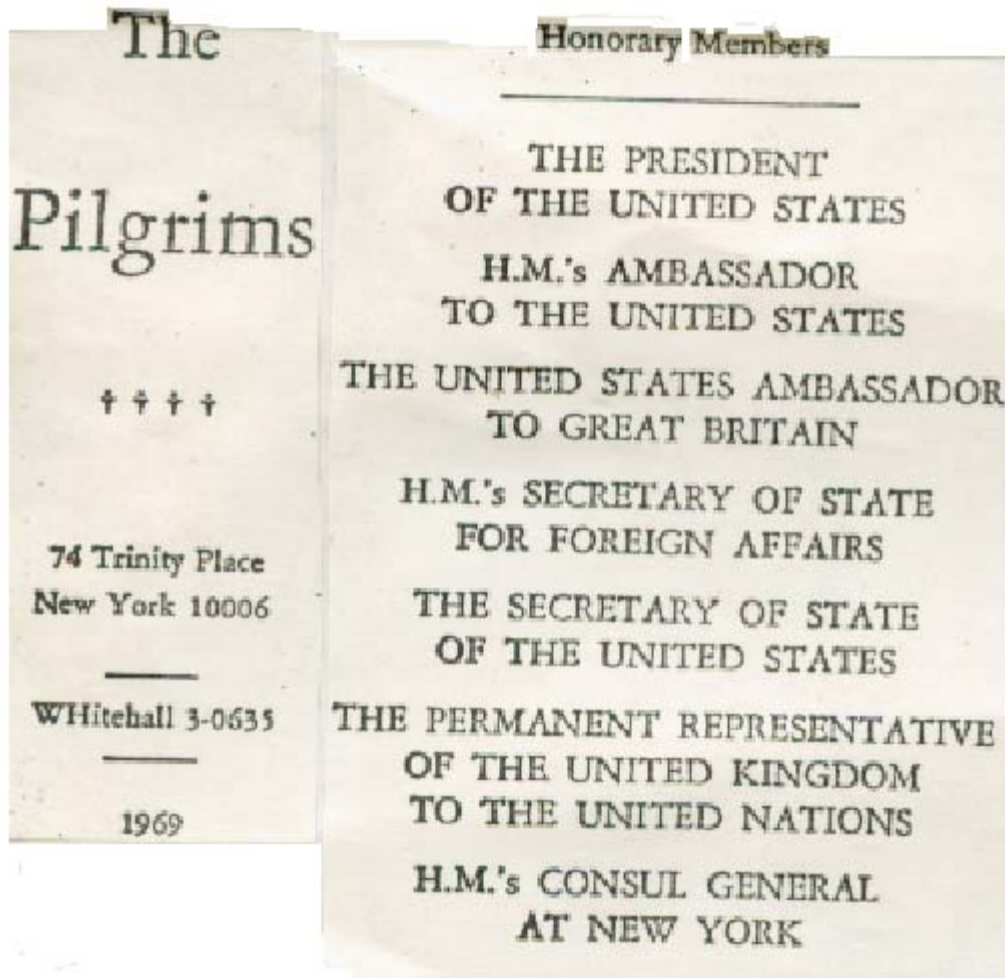 The
Pilgrims
† † † †
74 Trinity Place
New York 10006
WHitehall 3-0635
1969
Honorary Members
THE PRESIDENT
OF THE UNITED STATES
H.M.'s AMBASSADOR
TO THE UNITED STATES
THE UNITED STATES AMBASSADOR
TO GREAT BRITAIN
H.M.'s SECRETARY OF STATE
FOR FOREIGN AFFAIRS
THE SECRETARY OF STATE
OF THE UNITED STATES
THE PERMANENT REPRESENTATIVE
OF THE UNITED KINGDOM
TO THE UNITED NATIONS
H.M.'s CONSUL GENERAL
AT NEW YORK